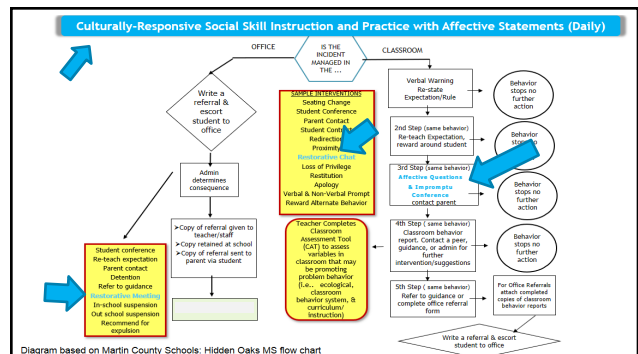 Culturally-Responsive Social Skill Instruction and Practice with Affective Statements (Daily)
OFFICE
IS THE
INCIDENT
MANAGED IN
THE ...
CLASSROOM
Write a
referral &
escort
student to
office
Admin
determines
consequence
➢Copy of referral given to
teacher/staff
➢Copy retained at school
➢Copy of referral sent to
parent via student
Student conference
Re-teach expectation
Parent contact
Detention
Refer to guidance
Restorative Meeting
In-school suspension
Out school suspension
Recommend for
expulsion
SAMPLE INTERVENTIONS
Seating Change
Student Conference
Parent Contact
Student
Redirection
Proximity
Restorative Chat
Loss of Privilege
Restitution
Apology
Verbal & Non-Verbal Prompt
Reward Alternate Behavior
Teacher Completes
Classroom
Assessment Tool
(CAT) to assess
variables in
classroom that may
be promoting
problem behavior
(i.e.. ecological,
classroom
behavior system, &
curriculum/
instruction)
Verbal Warning
Re-state
Expectation/Rule
Behavior
stops no
further
action
2nd Step (same behavior)
Re-teach Expectation,
reward around student
Behavior
stops no
action
3rd Step (same behavior)
Affective Questions
& Impromptu
Conference
contact parent
Behavior
stops no
further
action
4th Step ( same behavior)
Classroom behavior
report. Contact a peer,
guidance, or admin for
further
intervention/suggestions
Behavior
stops no
further
action
5th Step ( same behavior)
Refer to guidance or
complete office referral
form
For Office Referrals
attach completed
copies of classroom
behavior reports
Write a referral & escort
student to office
Diagram based on Martin County Schools: Hidden Oaks MS flow chart